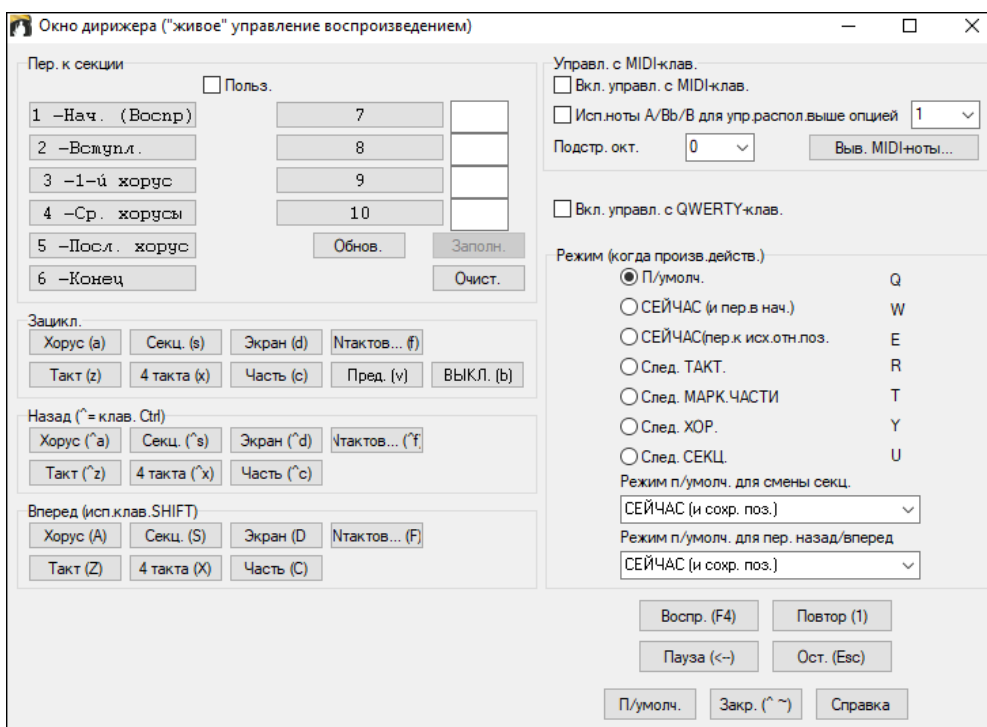 Окно дирижера ("живое" управление воспроизведением)
Пер. к секции
Польз.
1 –Нач. (Воспр)
7
2 –Вступл.
8
3 –1-й хорус
9
4 –Ср. хорусы
10
5 –Посл. хорус
Обнов.
Заполн.
6 –Конец
Очист.
Зацикл.
Хорус (a)
Секц. (s)
Экран (d)
Nтактов... (f)
Такт (z)
4 такта (x)
Часть (c)
Пред. (v)
ВЫКЛ. (b)
Назад (^= клав. Ctrl)
Хорус (^a)
Секц. (^s)
Экран (^d)
Nтактов... (^f)
Такт (^z)
4 такта (^x)
Часть (^c)
Вперед (исп.клав.SHIFT)
Хорус (A)
Секц. (S)
Экран (D
Nтактов... (F)
Такт (Z)
4 такта (X)
Часть (C)
Управл. с MIDI-клав.
Вкл. управл. с MIDI-клав.
Исп.ноты A/Bb/B для упр.распол.выше опцией
1
Подстр. окт.
0
Выв. MIDI-ноты...
Вкл. управл. с QWERTY-клав.
Режим (когда произв.действ.)
П/умолч.
Q
СЕЙЧАС (и пер.в нач.)
W
СЕЙЧАС(пер.к исх.отн.поз.
E
След. ТАКТ.
R
След. МАРК.ЧАСТИ
T
След. ХОР.
Y
След. СЕКЦ.
U
Режим п/умолч. для смены секц.
СЕЙЧАС (и сохр. поз.)
Режим п/умолч. для пер. назад/вперед
СЕЙЧАС (и сохр. поз.)
Воспр. (F4)
Повтор (1)
Пауза (<--)
Ост. (Esc)
П/умолч.
Закр. (^ ~)
Справка